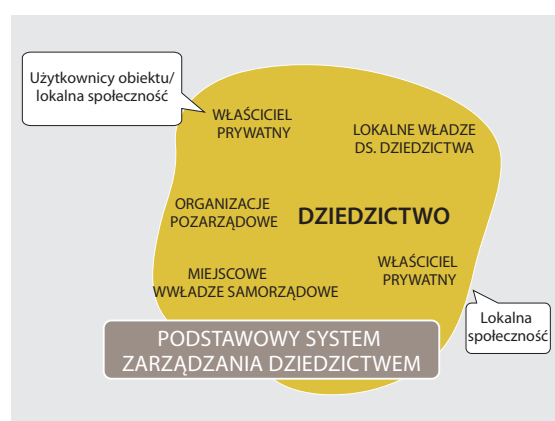 Użytkownicy obiektu/
lokalna społeczność
WŁAŚCICIEL
PRYWATNY
LOKALNE WŁADZE
DS. DZIEDZICTWA
ORGANIZACJE
POZARZĄDOWE
DZIEDZICTWO
WŁAŚCICIEL
PRYWATNY
MIEJSCOWE
WWŁADZE SAMORZĄDOWE
Lokalna
społeczność
PODSTAWOWY SYSTEM
ZARZĄDZANIA DZIEDZICTWEM